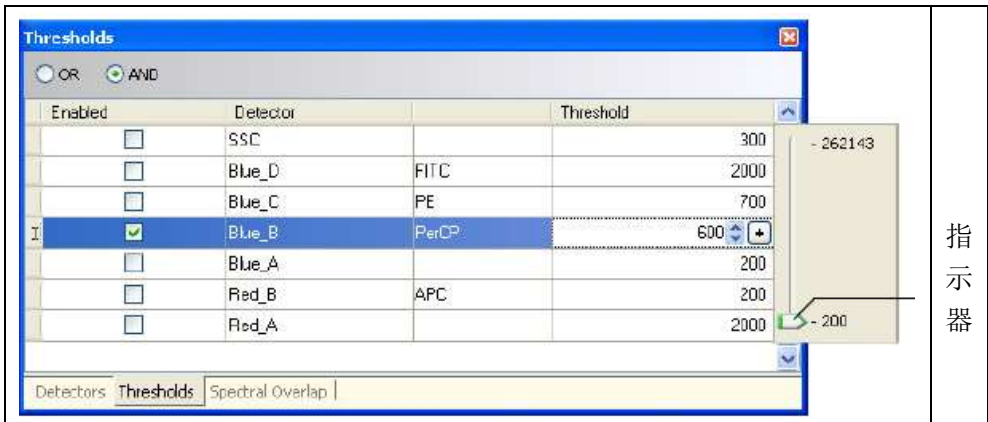 Thresholds
OR AND
Enabled Detector Threshold
SSC 300
Blue_D FITC 2000
Blue_C PE 700
Blue_B PerCP 600
Blue_A 200
Red_B APC 200
Red_A 2000
- 262143
- 200
Detectors Thresholds Spectral Overlap
指
示
器